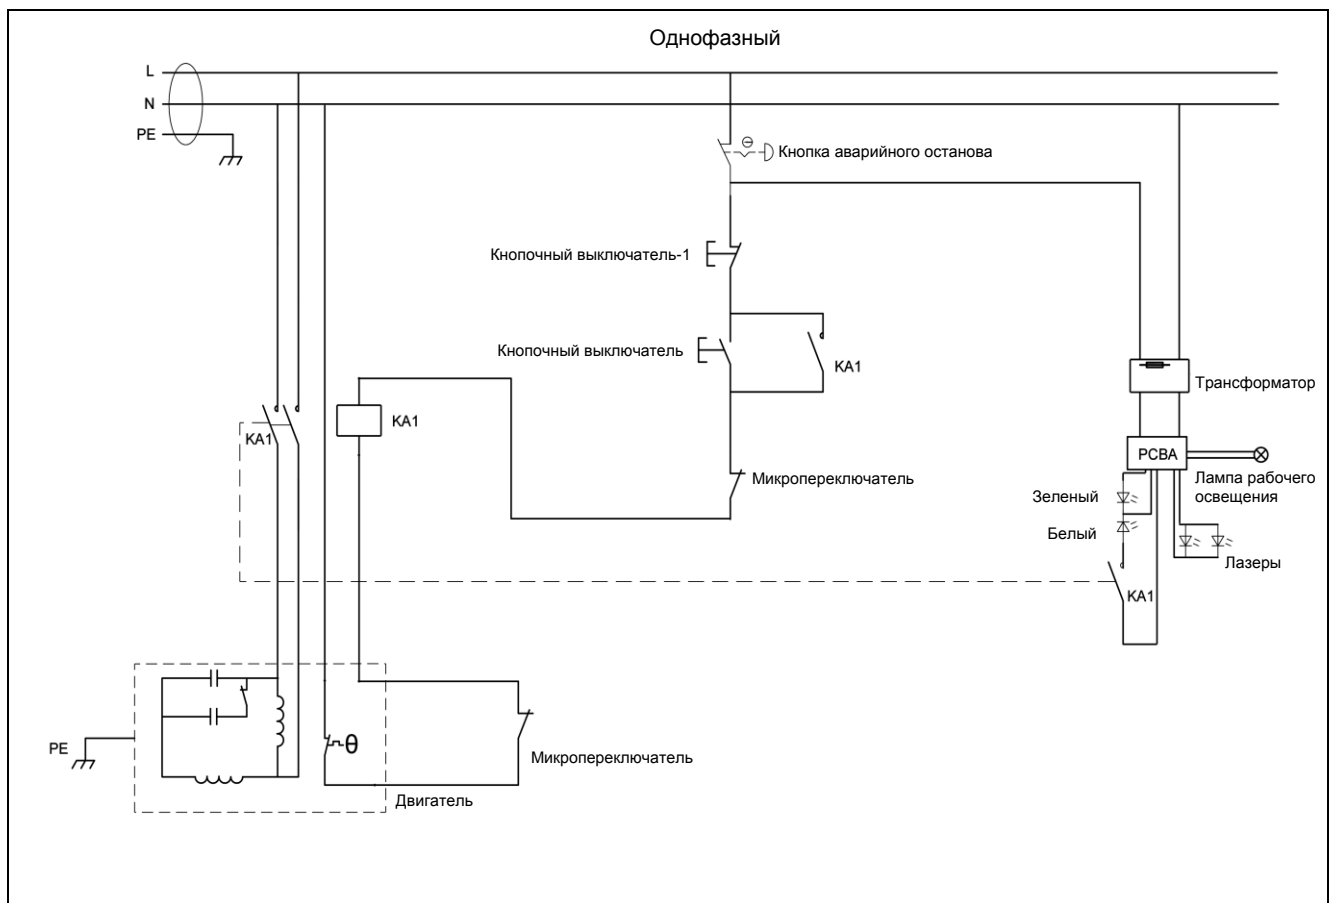 Однофазный
L
N
PE
Кнопка аварийного останова
Кнопочный выключатель-1
Кнопочный выключатель
KA1
Трансформатор
KA1
KA1
PCBA
Микропереключатель
Лампа рабочего
освещения
Зеленый
Белый
Лазеры
KA1
PE
θ
Микропереключатель
Двигатель